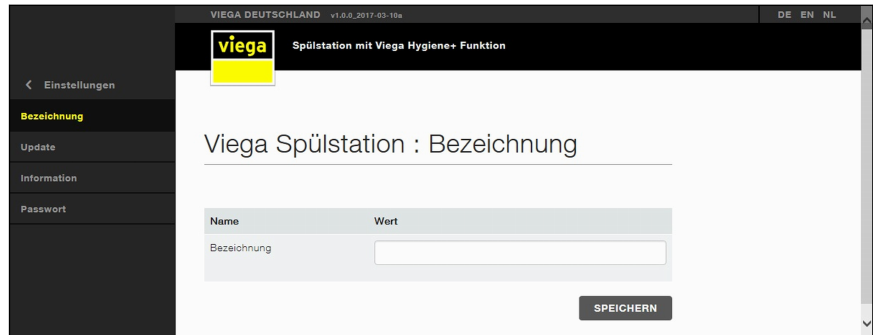 VIEGA DEUTSCHLAND v1.0.0_2017-03-10a
DE EN NL
viega
Spülstation mit Viega Hygiene+ Funktion
Einstellungen
Bezeichnung
Update
Information
Passwort
Viega Spülstation : Bezeichnung
Name Wert
Bezeichnung
SPEICHERN